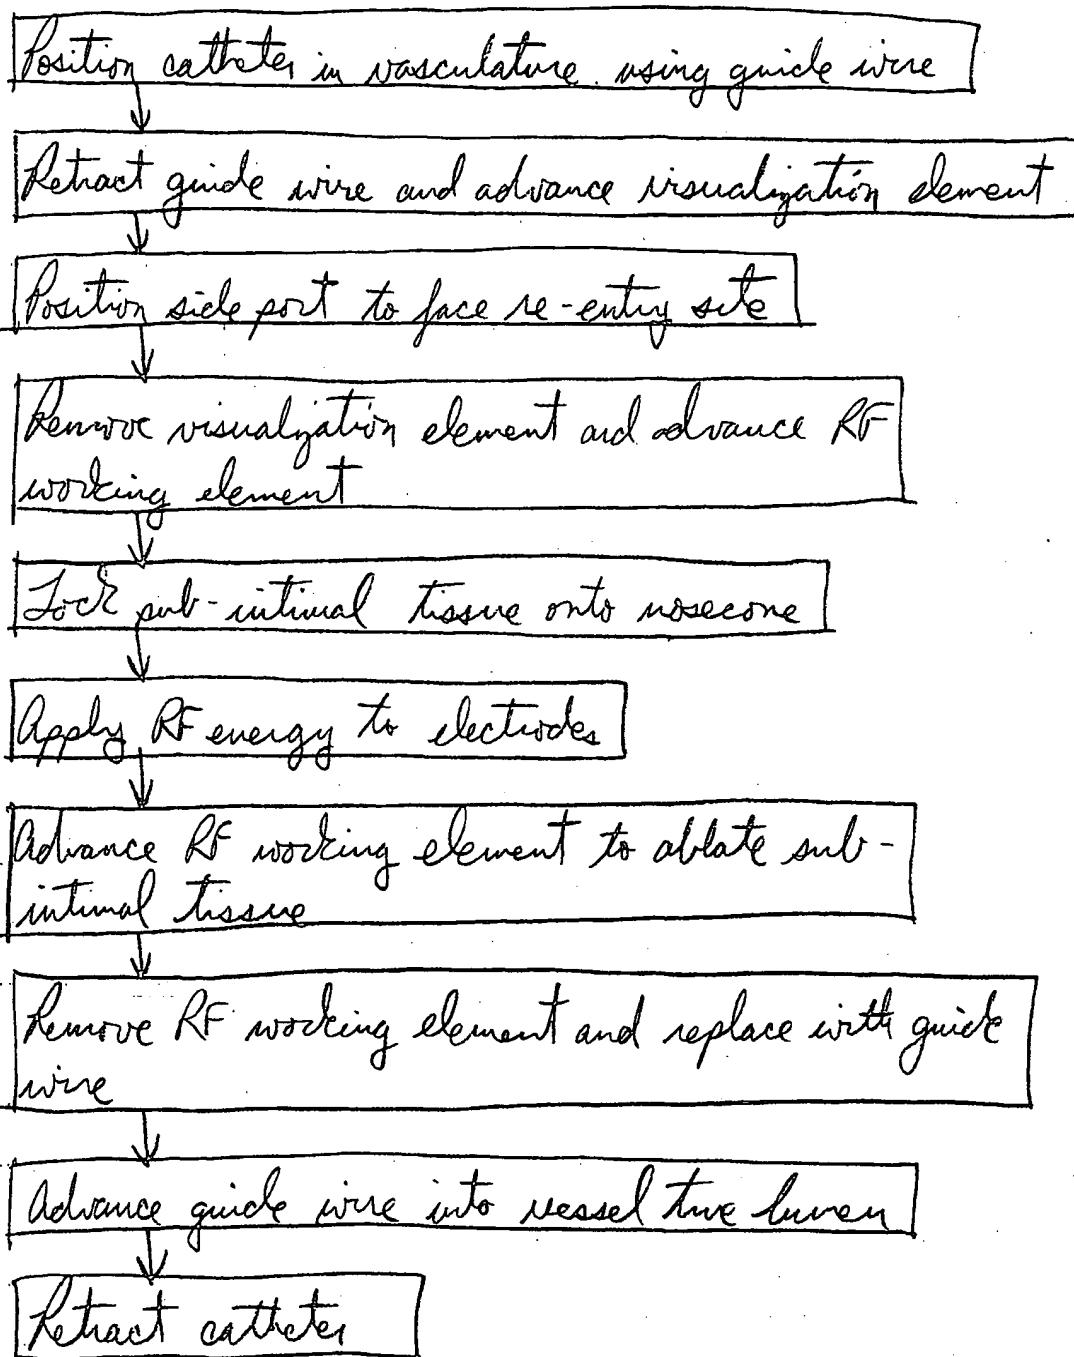 Position catheter in vasculature using guide wire
Retract guide wire and advance visualization element
Position side port to face re-entry site
Remove visualization element and advance RF
working element
Lock sub-intimal tissue onto nosecone
Apply RF energy to electrodes
Advance RF working element to ablate sub-
intimal tissue
Remove RF working element and replace with guide
wire
Advance guide wire into vessel true lumen
Retract catheter